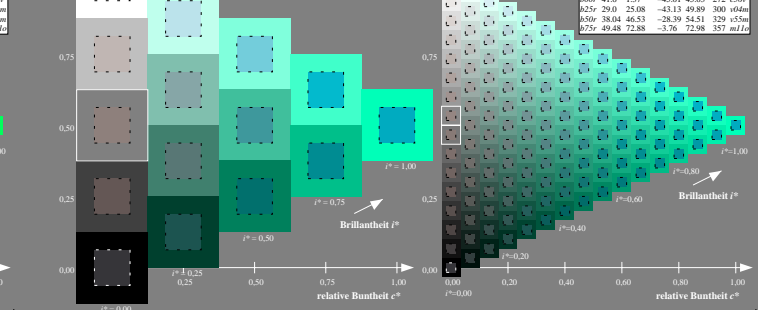 b25r 29.0 25.08 −43.13 49.89 300 v04m
b50r 38.04 46.53 −28.39 54.51 329 v55m
b75r 49.48 72.88 −3.76 72.98 357 m11o
0,75
0,50
0,25
0,00
i* = 1,00
i* = 0,75
i* = 0,50
i* = 0,25
i* = 0,00
Brillantheit i*
0,25
0,50
0,75
1,00
relative Buntheit c*
0,75
0,50
0,25
0,00
i*=1,00
i*=0,80
i*=0,60
i*=0,40
i*=0,20
i*=0,00
Brillantheit i*
0,00
0,20
0,40
0,60
0,80
1,00
relative Buntheit c*